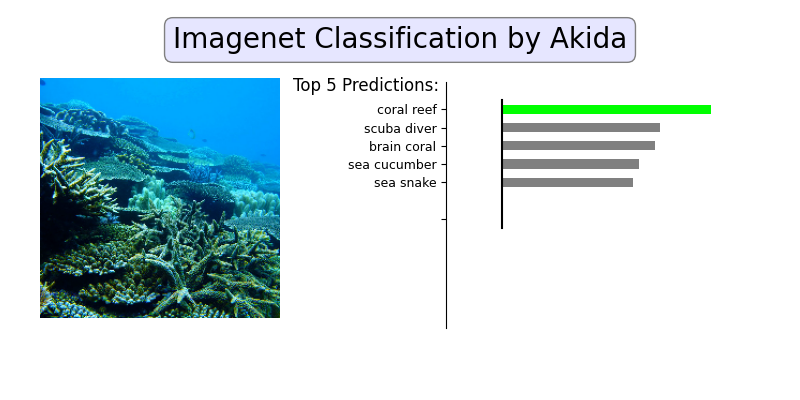 Imagenet Classification by Akida
Top 5 Predictions:
coral reef
scuba diver
brain coral
sea cucumber
sea snake